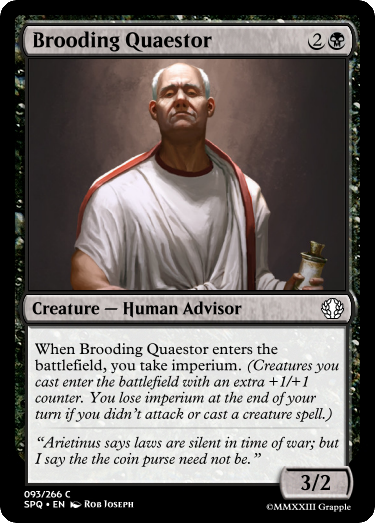 Brooding Quaestor 2
Creature — Human Advisor
When Brooding Quaestor enters the
battlefield, you take imperium. (Creatures you
cast enter the battlefield with an extra +1/+1
counter. You lose imperium at the end of your
turn if you didn't attack or cast a creature spell.)
"Arietinus says laws are silent in time of war; but
I say the the coin purse need not be."
3/2
093/266 C
SPQ • EN Rob Joseph
©MMXXIII Grapple